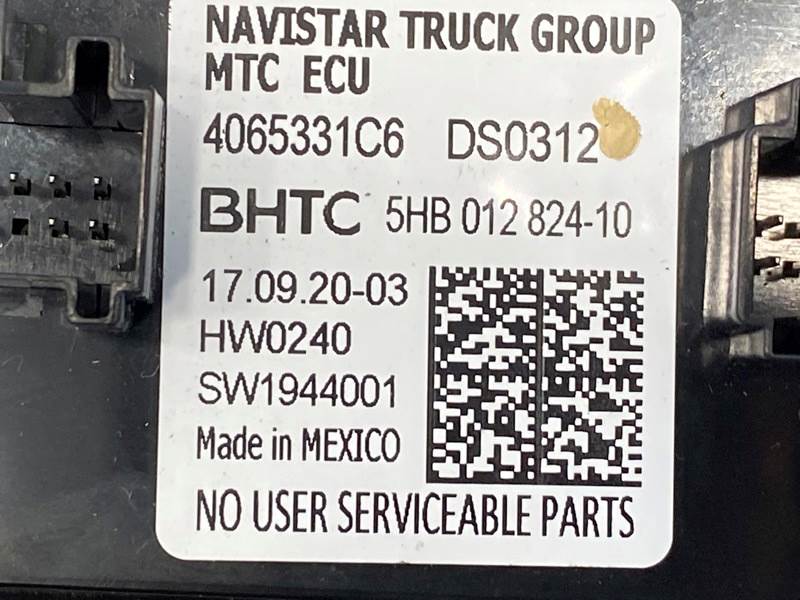 NAVISTAR TRUCK GROUP
MTC ECU
4065331C6 DS0312
BHTC 5HB 012 824-10
17.09.20-03
HW0240
SW1944001
Made in MEXICO
NO USER SERVICEABLE PARTS